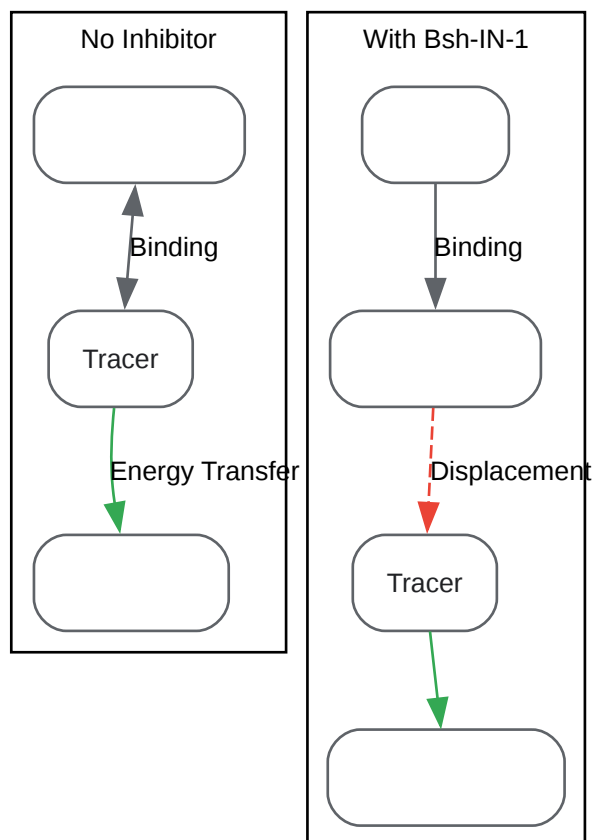 No Inhibitor
Binding
Tracer
Energy Transfer
With Bsh-IN-1
Binding
Displacement
Tracer